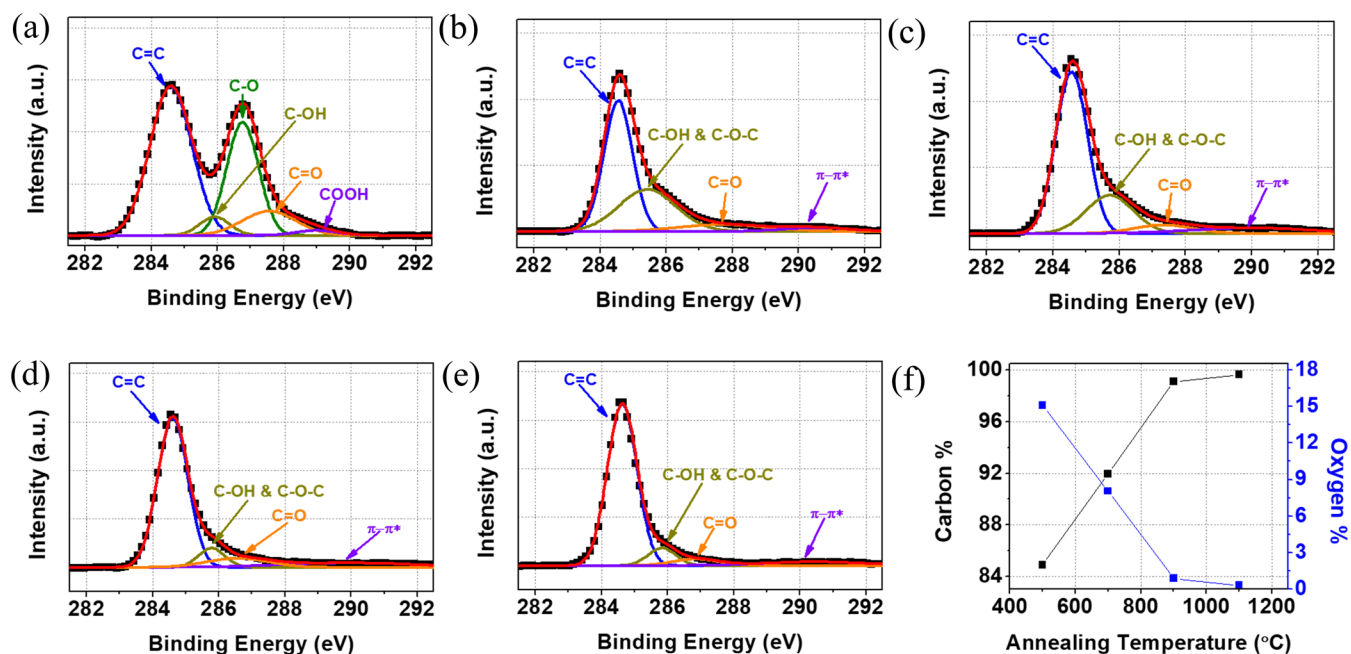 (a)
C=C
C-O
C-OH
C=O
COOH
Intensity (a.u.)
282 284 286 288 290 292
Binding Energy (eV)
(b)
C=C
C-OH & C-O-C
C=O
π–π*
Intensity (a.u.)
282 284 286 288 290 292
Binding Energy (eV)
(c)
C=C
C-OH & C-O-C
C=O
π–π*
Intensity (a.u.)
282 284 286 288 290 292
Binding Energy (eV)
(d)
C=C
C-OH & C-O-C
C=O
π–π*
Intensity (a.u.)
282 284 286 288 290 292
Binding Energy (eV)
(e)
C=C
C-OH & C-O-C
C=O
π–π*
Intensity (a.u.)
282 284 286 288 290 292
Binding Energy (eV)
(f)
100
96
92
88
84
Carbon %
18
15
12
9
6
3
0
Oxygen %
400 600 800 1000 1200
Annealing Temperature (°C)